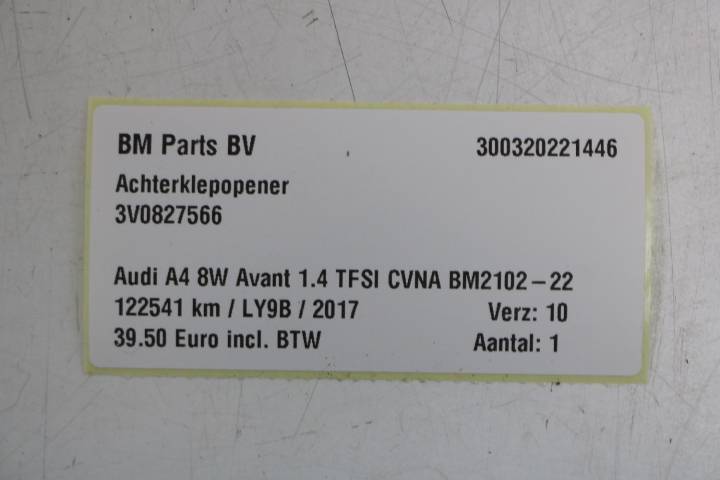 BM Parts BV 300320221446
Achterklepopener
3V0827566
Audi A4 8W Avant 1.4 TFSI CVNA BM2102-22
122541 km / LY9B / 2017 Verz: 10
39.50 Euro incl. BTW Aantal: 1